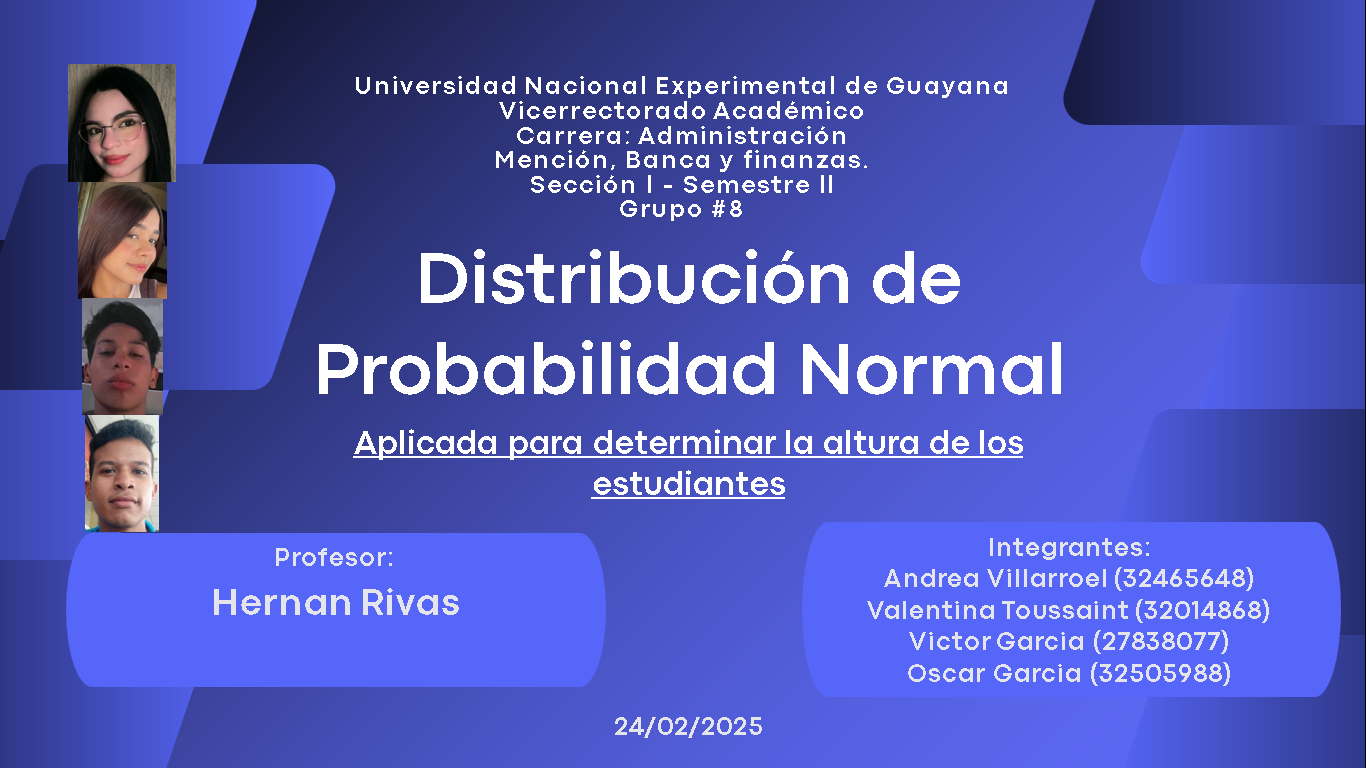 Universidad Nacional Experimental de Guayana
Vicerrectorado Académico
Carrera: Administración
Mención, Banca y finanzas.
Sección I - Semestre II
Grupo #8
Distribución de
Probabilidad Normal
Aplicada para determinar la altura de los
estudiantes
Profesor:
Hernan Rivas
Integrantes:
Andrea Villarroel (32465648)
Valentina Toussaint (32014868)
Victor Garcia (27838077)
Oscar Garcia (32505988)
24/02/2025